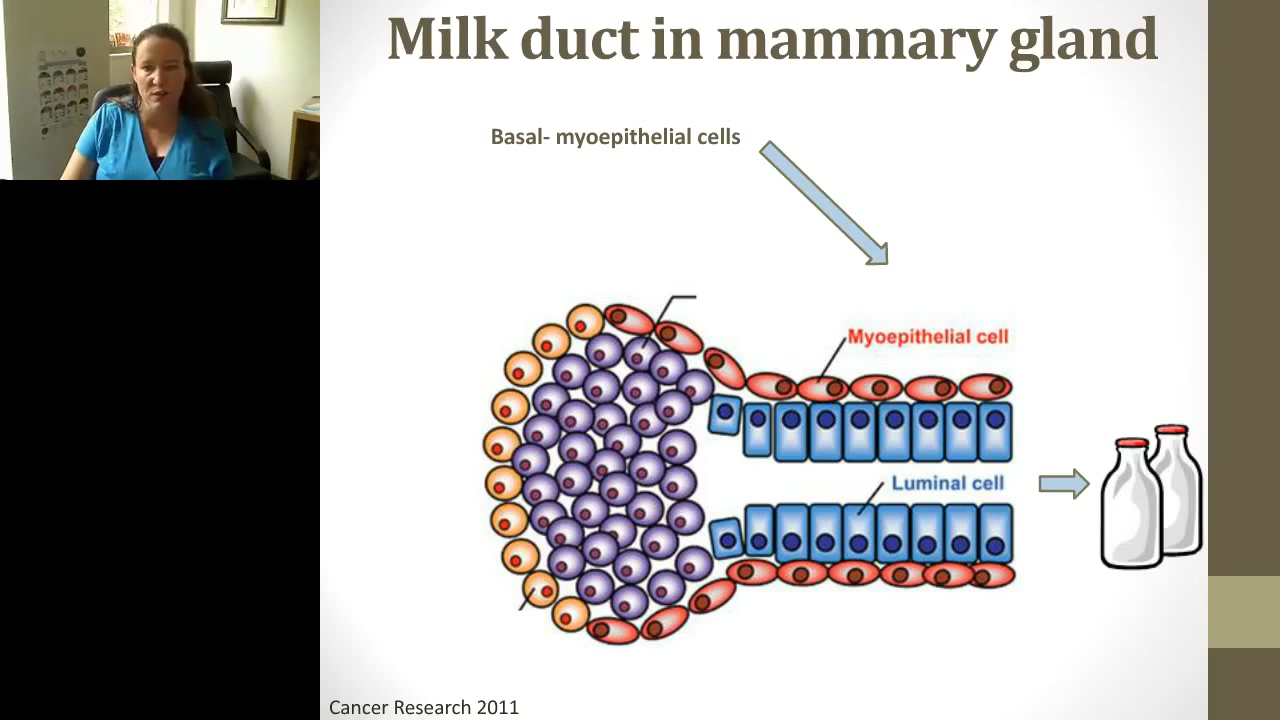 Milk duct in mammary gland
Basal- myoepithelial cells
Myoepithelial cell
Luminal cell
Cancer Research 2011